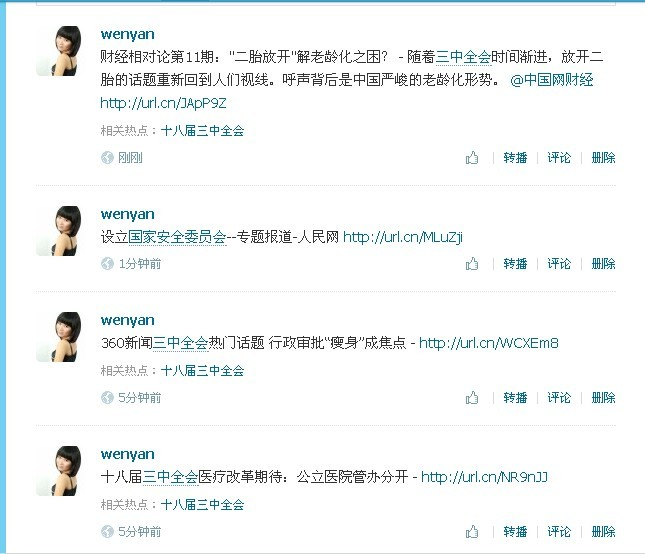 wenyan
财经相对论第11期："二胎放开"解老龄化之困？ - 随着三中全会时间渐进，放开二
胎的话题重新回到人们视线。呼声背后是中国严峻的老龄化形势。 @中国网财经
http://url.cn/JApP9Z
相关热点：十八届三中全会
刚刚 转播 评论 删除
wenyan
设立国家安全委员会--专题报道-人民网 http://url.cn/MLuZji
1分钟前 转播 评论 删除
wenyan
360新闻三中全会热门话题 行政审批“瘦身”成焦点 - http://url.cn/WCXEm8
相关热点：十八届三中全会
5分钟前 转播 评论 删除
wenyan
十八届三中全会医疗改革期待：公立医院管办分开 - http://url.cn/NR9nJJ
相关热点：十八届三中全会
5分钟前 转播 评论 删除